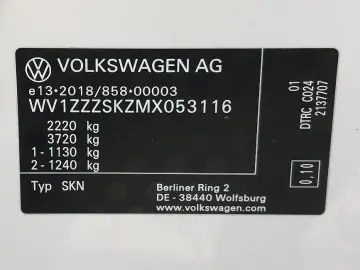 VOLKSWAGEN AG
e13*2018/858*00003
WV1ZZZSKZMX053116
2220 kg
3720 kg
1 - 1130 kg
2 - 1240 kg
Typ SKN
Berliner Ring 2
DE - 38440 Wolfsburg
www.volkswagen.com
01
DTRC C024
2137707
0,10